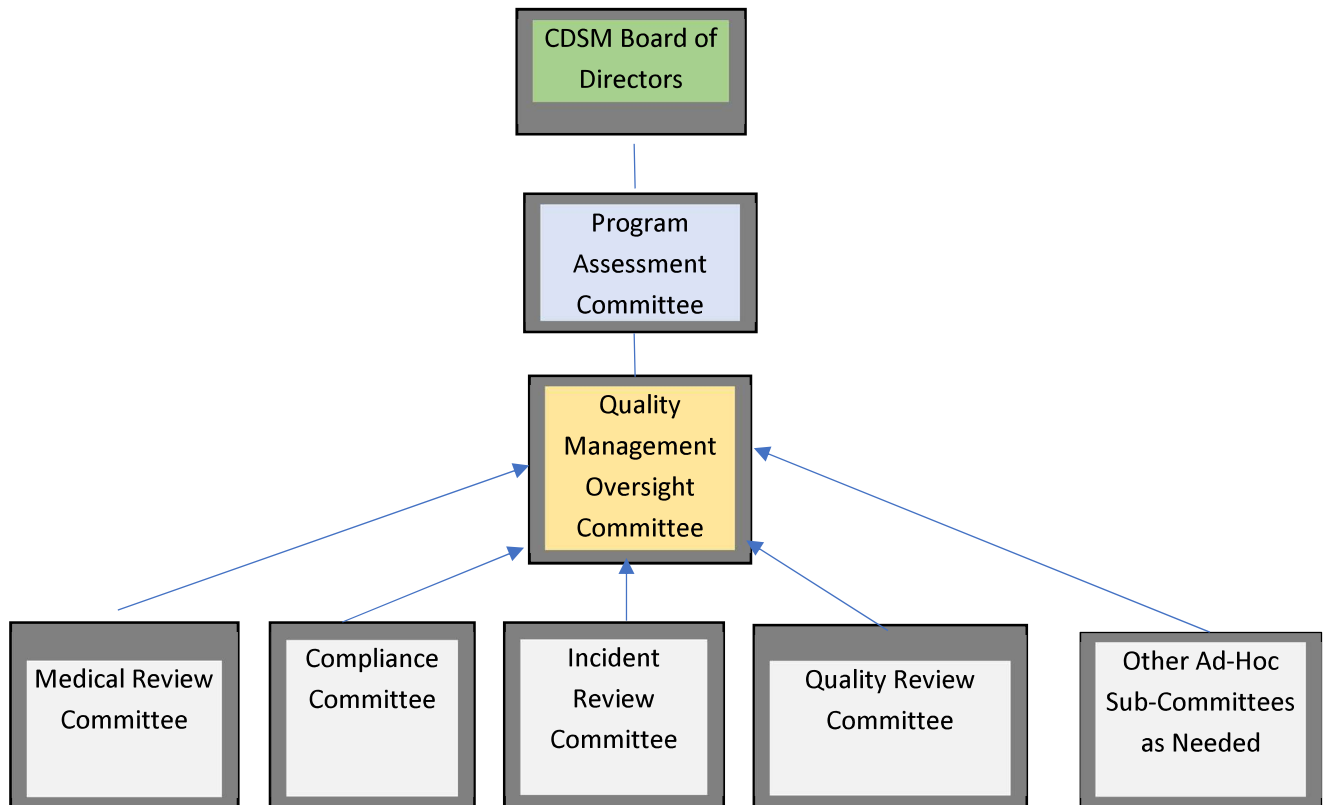 CDSM Board of
Directors
Program
Assessment
Committee
Quality
Management
Oversight
Committee
Medical Review
Committee
Compliance
Committee
Incident
Review
Committee
Quality Review
Committee
Other Ad-Hoc
Sub-Committees
as Needed